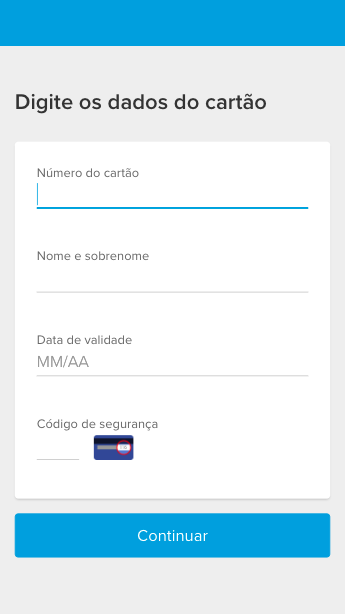 Digite os dados do cartão
Número do cartão
Nome e sobrenome
Data de validade
MM/AA
Código de segurança
Continuar